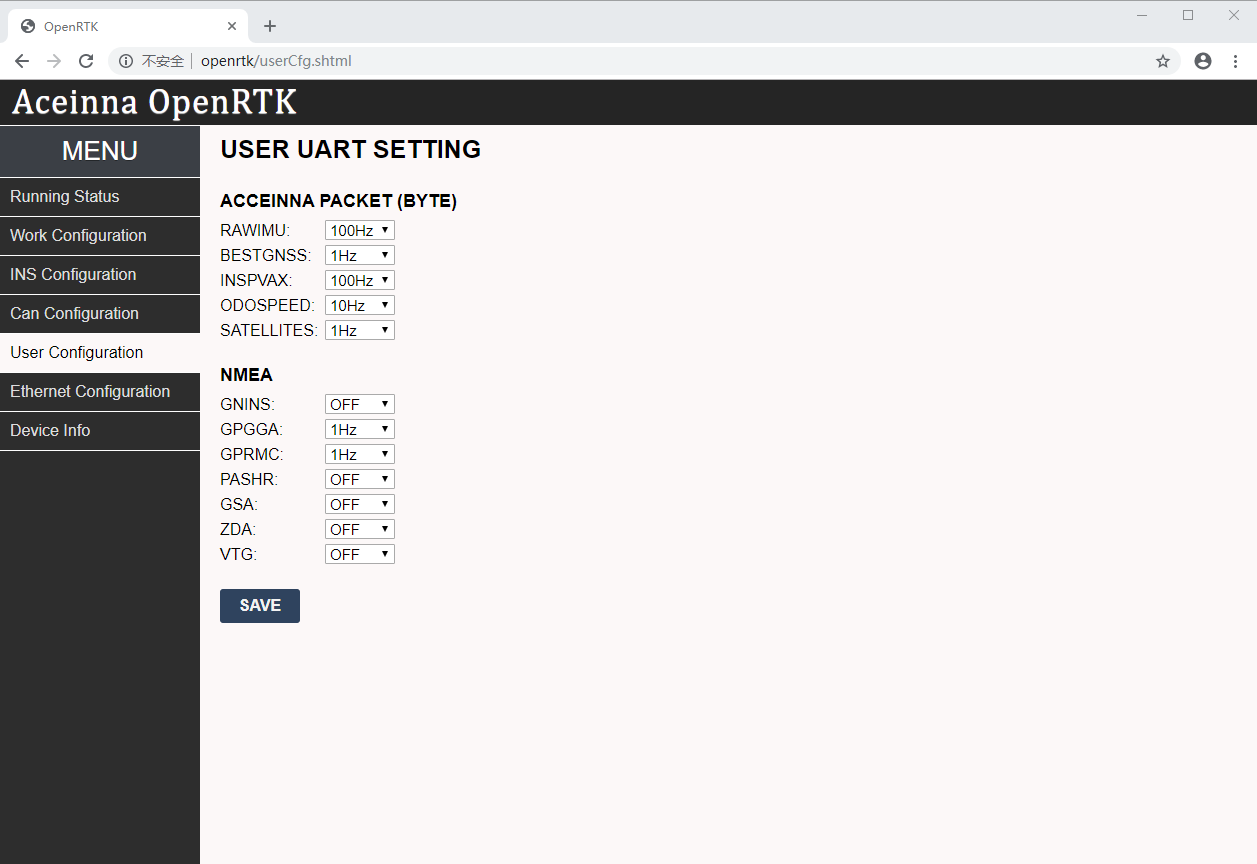 OpenRTK
不安全 openrtk/userCfg.shtml
Aceinna OpenRTK
MENU
Running Status
Work Configuration
INS Configuration
Can Configuration
User Configuration
Ethernet Configuration
Device Info
USER UART SETTING
ACCEINNA PACKET (BYTE)
RAWIMU: 100Hz
BESTGNSS: 1Hz
INSPVAX: 100Hz
ODOSPEED: 10Hz
SATELLITES: 1Hz
NMEA
GNINS: OFF
GPGGA: 1Hz
GPRMC: 1Hz
PASHR: OFF
GSA: OFF
ZDA: OFF
VTG: OFF
SAVE